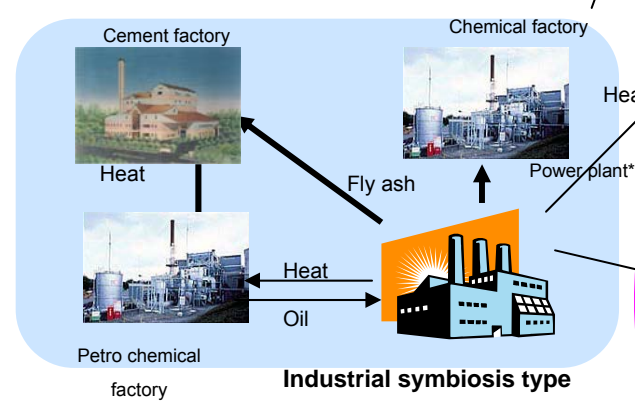 Cement factory
Chemical factory
Heat
Fly ash
Power plant*
Heat
Oil
Petro chemical
factory
Industrial symbiosis type